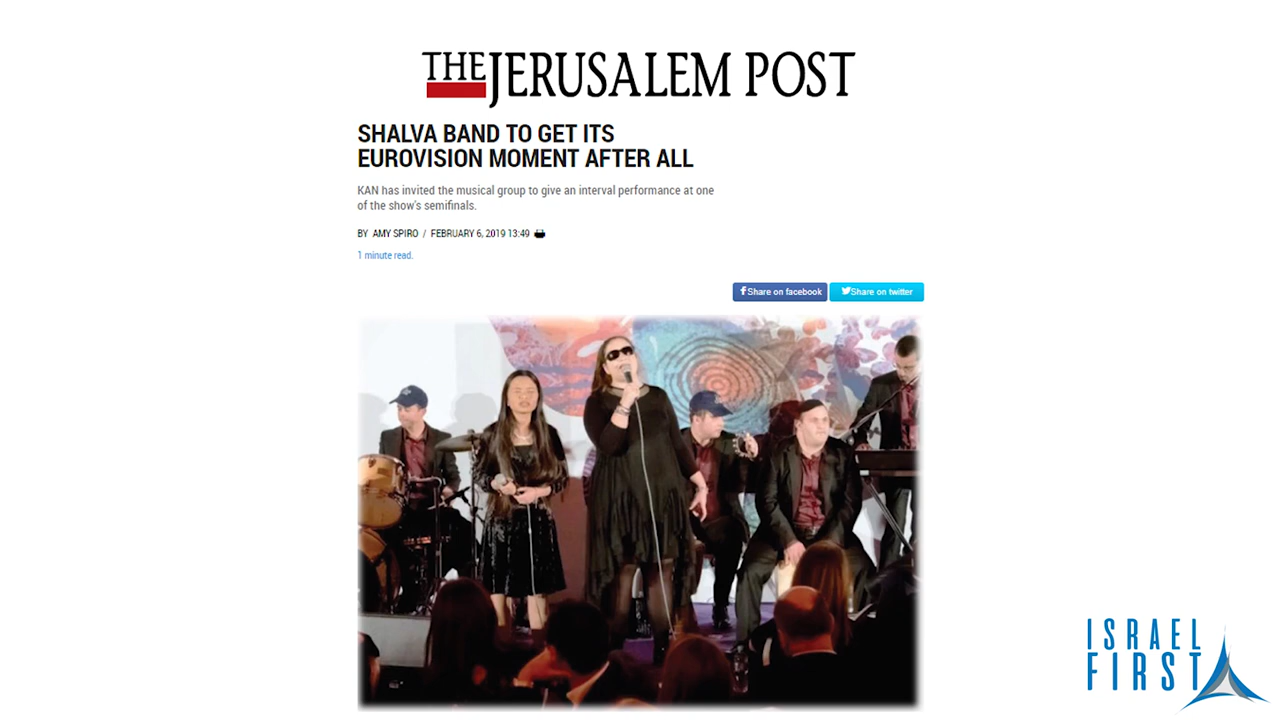 THE JERUSALEM POST
SHALVA BAND TO GET ITS
EUROVISION MOMENT AFTER ALL
KAN has invited the musical group to give an interval performance at one
of the show's semifinals.
BY AMY SPIRO / FEBRUARY 6, 2019 13:49
1 minute read.
Share on facebook Share on twitter
ISRAEL
FIRST